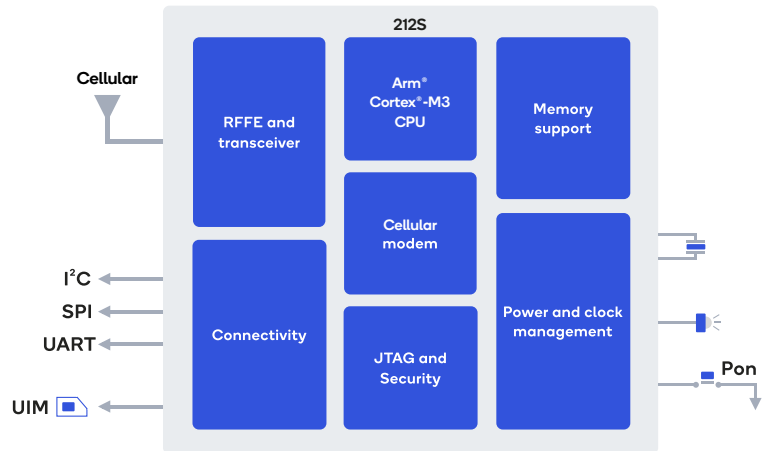 212S
Cellular
RFFE and
transceiver
Arm®
Cortex®-M3
CPU
Memory
support
Cellular
modem
Connectivity
JTAG and
Security
Power and clock
management
I²C
SPI
UART
UIM
Pon